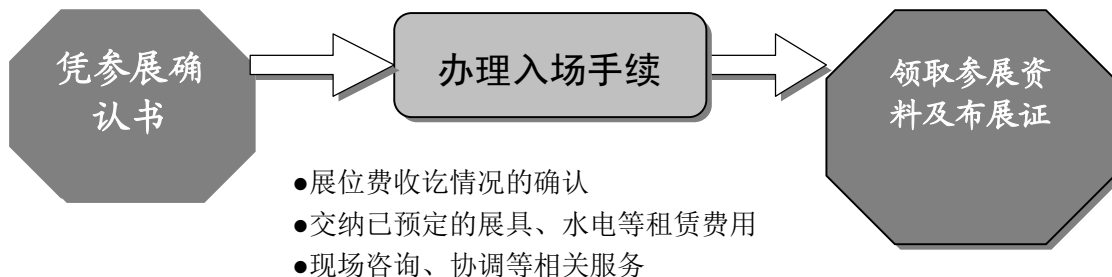 凭参展确
认书
办理入场手续
领取参展资
料及布展证
●展位费收讫情况的确认
●交纳已预定的展具、水电等租赁费用
●现场咨询、协调等相关服务